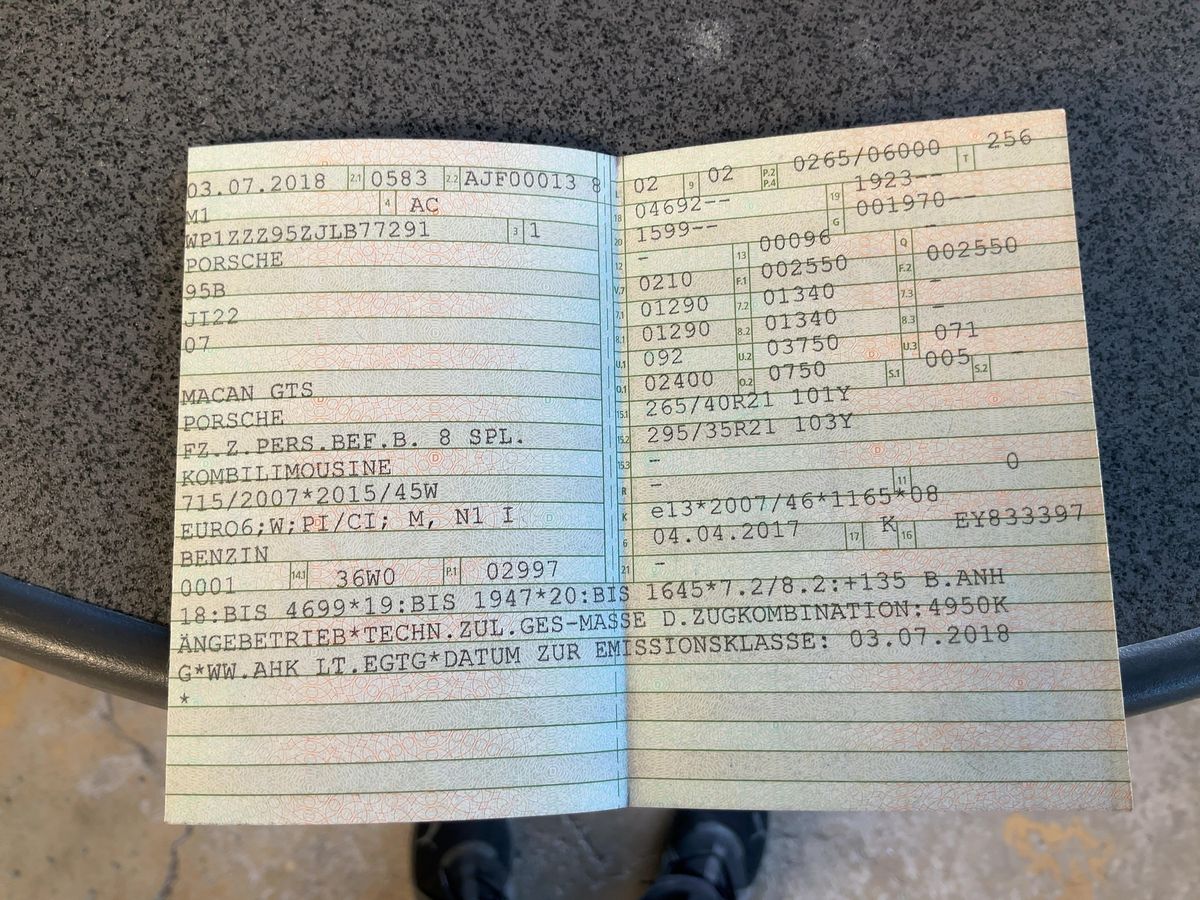 03.07.2018 2.1 0583 2.2 AJF00013 8
M1 4 AC
WP1ZZZ95ZJLB77291 3 1
PORSCHE
95B
JI22
07
MACAN GTS
PORSCHE
FZ.Z.PERS.BEF.B. 8 SPL.
KOMBILIMOUSINE
715/2007*2015/45W
EURO6;W;PI/CI; M, N1 I
BENZIN
0001 14.1 36W0 P.1 02997
L 02 9 02 P.2 P.4 0265/06000 T 256
18 04692-- 19 1923--
20 1599-- G 001970--
12 - 13 00096 Q -
V.7 0210 F.1 002550 F.2 002550
7.1 01290 7.2 01340 7.3 -
8.1 01290 8.2 01340 8.3 -
U.1 092 U.2 03750 U.3 071
O.1 02400 O.2 0750 S.1 005 S.2 -
15.1 265/40R21 101Y
15.2 295/35R21 103Y
15.3 -
R - 11 0
K e13*2007/46*1165*08
6 04.04.2017 17 K 16 EY833397
21 -
18:BIS 4699*19:BIS 1947*20:BIS 1645*7.2/8.2:+135 B.ANH
ÄNGEBETRIEB*TECHN.ZUL.GES-MASSE D.ZUGKOMBINATION:4950K
G*WW.AHK LT.EGTG*DATUM ZUR EMISSIONSKLASSE: 03.07.2018
*